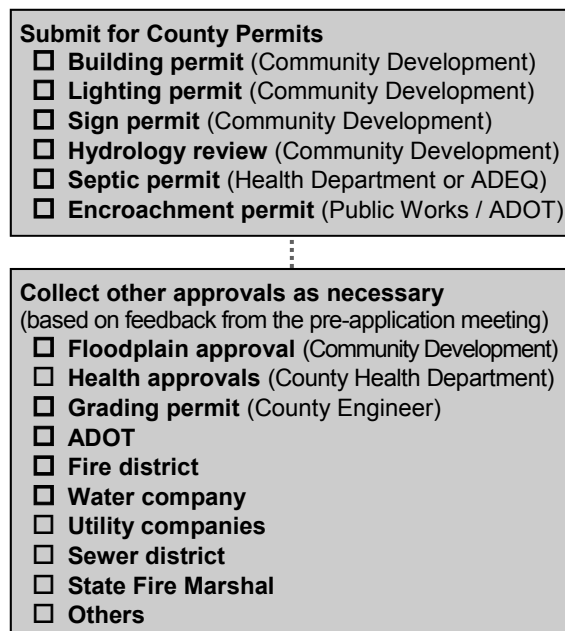 Submit for County Permits
☐ Building permit (Community Development)
☐ Lighting permit (Community Development)
☐ Sign permit (Community Development)
☐ Hydrology review (Community Development)
☐ Septic permit (Health Department or ADEQ)
☐ Encroachment permit (Public Works / ADOT)
Collect other approvals as necessary
(based on feedback from the pre-application meeting)
☐ Floodplain approval (Community Development)
☐ Health approvals (County Health Department)
☐ Grading permit (County Engineer)
☐ ADOT
☐ Fire district
☐ Water company
☐ Utility companies
☐ Sewer district
☐ State Fire Marshal
☐ Others